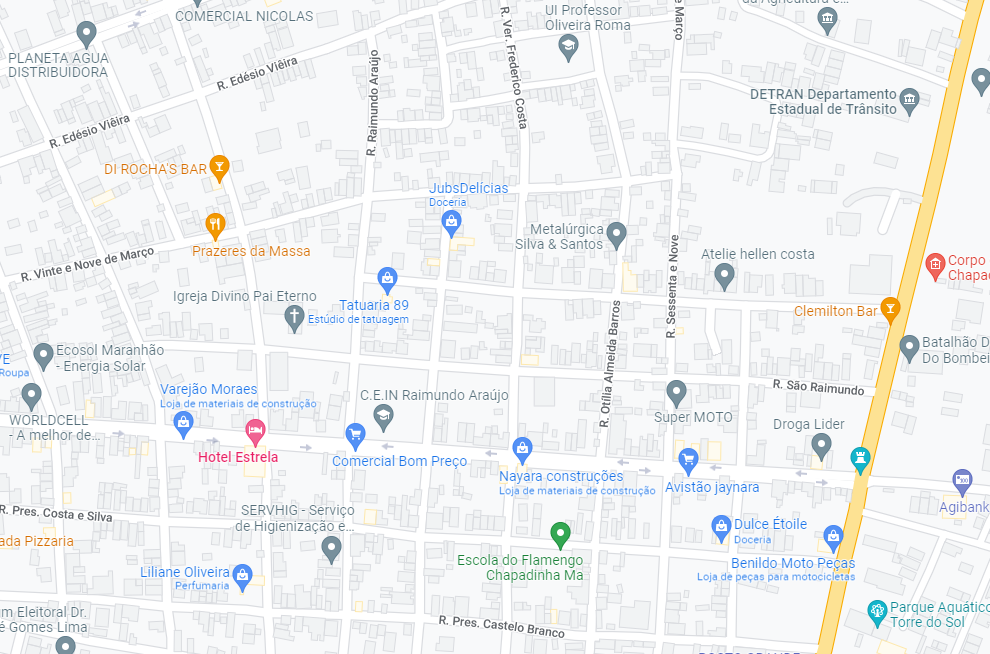 COMERCIAL NICOLAS
UI Professor
Oliveira Roma
PLANETA AGUA
DISTRIBUIDORA
R. Edésio Viêira
R. Edésio Viêira
R. Raimundo Araújo
R. Ver. Frederico Costa
Março
DETRAN Departamento
Estadual de Trânsito
DI ROCHA'S BAR
JubsDelícias
Doceria
Prazeres da Massa
R. Vinte e Nove de Março
Metalúrgica
Silva & Santos
Atelie hellen costa
Corpo
Chapad
Igreja Divino Pai Eterno
Tatuaria 89
Estúdio de tatuagem
R. Sessenta e Nove
Clemilton Bar
R. Otília Almeida Barros
Ecosol Maranhão
- Energia Solar
VE
Roupa
Batalhão D
Do Bombei
R. São Raimundo
Varejão Moraes
Loja de materiais de construção
C.E.IN Raimundo Araújo
WORLDCELL
- A melhor de...
Super MOTO
Droga Lider
Hotel Estrela
Comercial Bom Preço
Nayara construções
Loja de materiais de construção
Avistão jaynara
Agibank
R. Pres. Costa e Silva
SERVHIG - Serviço
de Higienização e...
ada Pizzaria
Dulce Étoile
Doceria
Escola do Flamengo
Chapadinha Ma
Benildo Moto Peças
Loja de peças para motocicletas
Liliane Oliveira
Perfumaria
m Eleitoral Dr.
é Gomes Lima
R. Pres. Castelo Branco
Parque Aquático
Torre do Sol